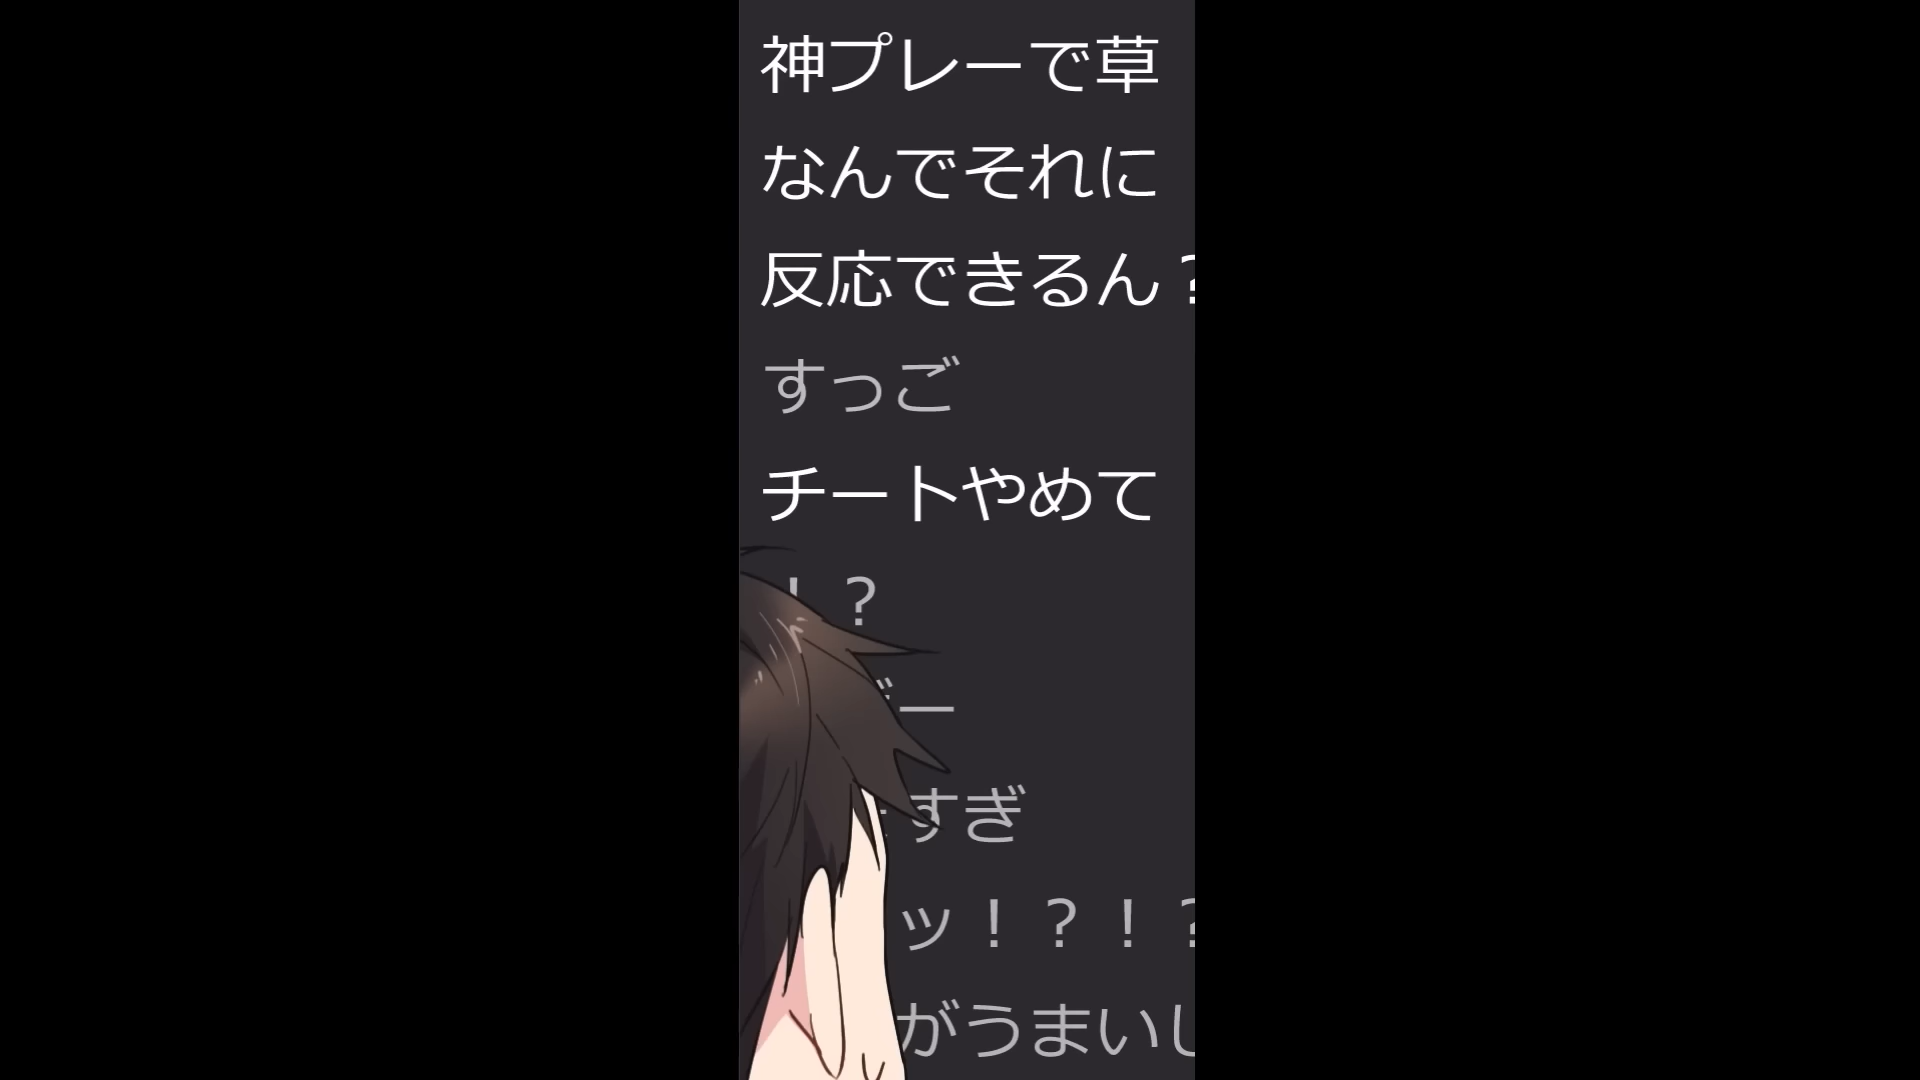 神プレーで草
なんでそれに
反応できるん？
すっご
チートやめて
！？
ー
すぎ
ッ！？！？
がうまいし